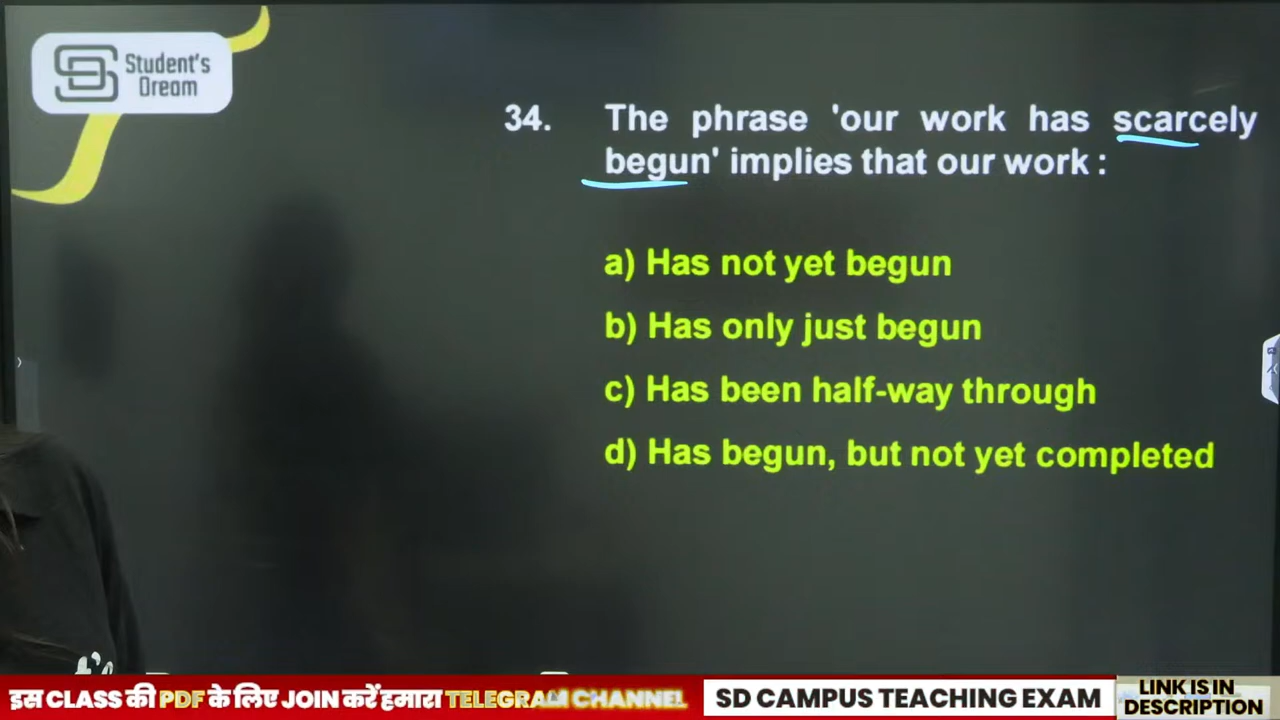 Student's
Dream
34. The phrase 'our work has scarcely
begun' implies that our work :
a) Has not yet begun
b) Has only just begun
c) Has been half-way through
d) Has begun, but not yet completed
इस CLASS की PDF के लिए JOIN करें हमारा TELEGRAM CHANNEL
SD CAMPUS TEACHING EXAM
LINK IS IN
DESCRIPTION